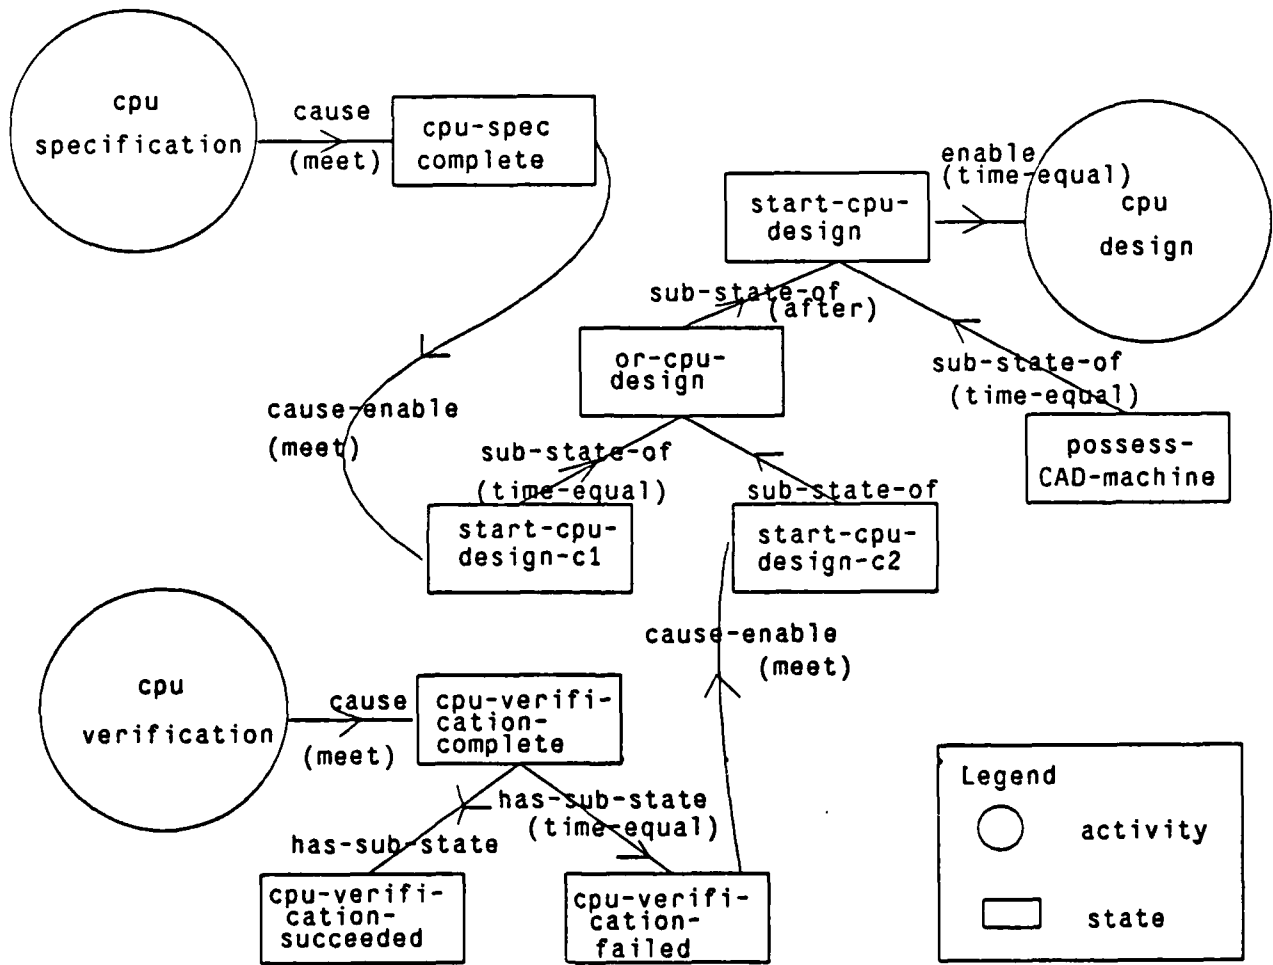 cpu
specification
cause
(meet)
cpu-spec
complete
enable
(time-equal)
start-cpu-
design
cpu
design
sub-state-of
(after)
or-cpu-
design
sub-state-of
(time-equal)
cause-enable
(meet)
sub-state-of
(time-equal)
possess-
CAD-machine
sub-state-of
start-cpu-
design-c1
start-cpu-
design-c2
cause-enable
(meet)
cpu
verification
cause
(meet)
cpu-verifi-
cation-
complete
has-sub-state
(time-equal)
has-sub-state
cpu-verifi-
cation-
succeeded
cpu-verifi-
cation-
failed
Legend
activity
state